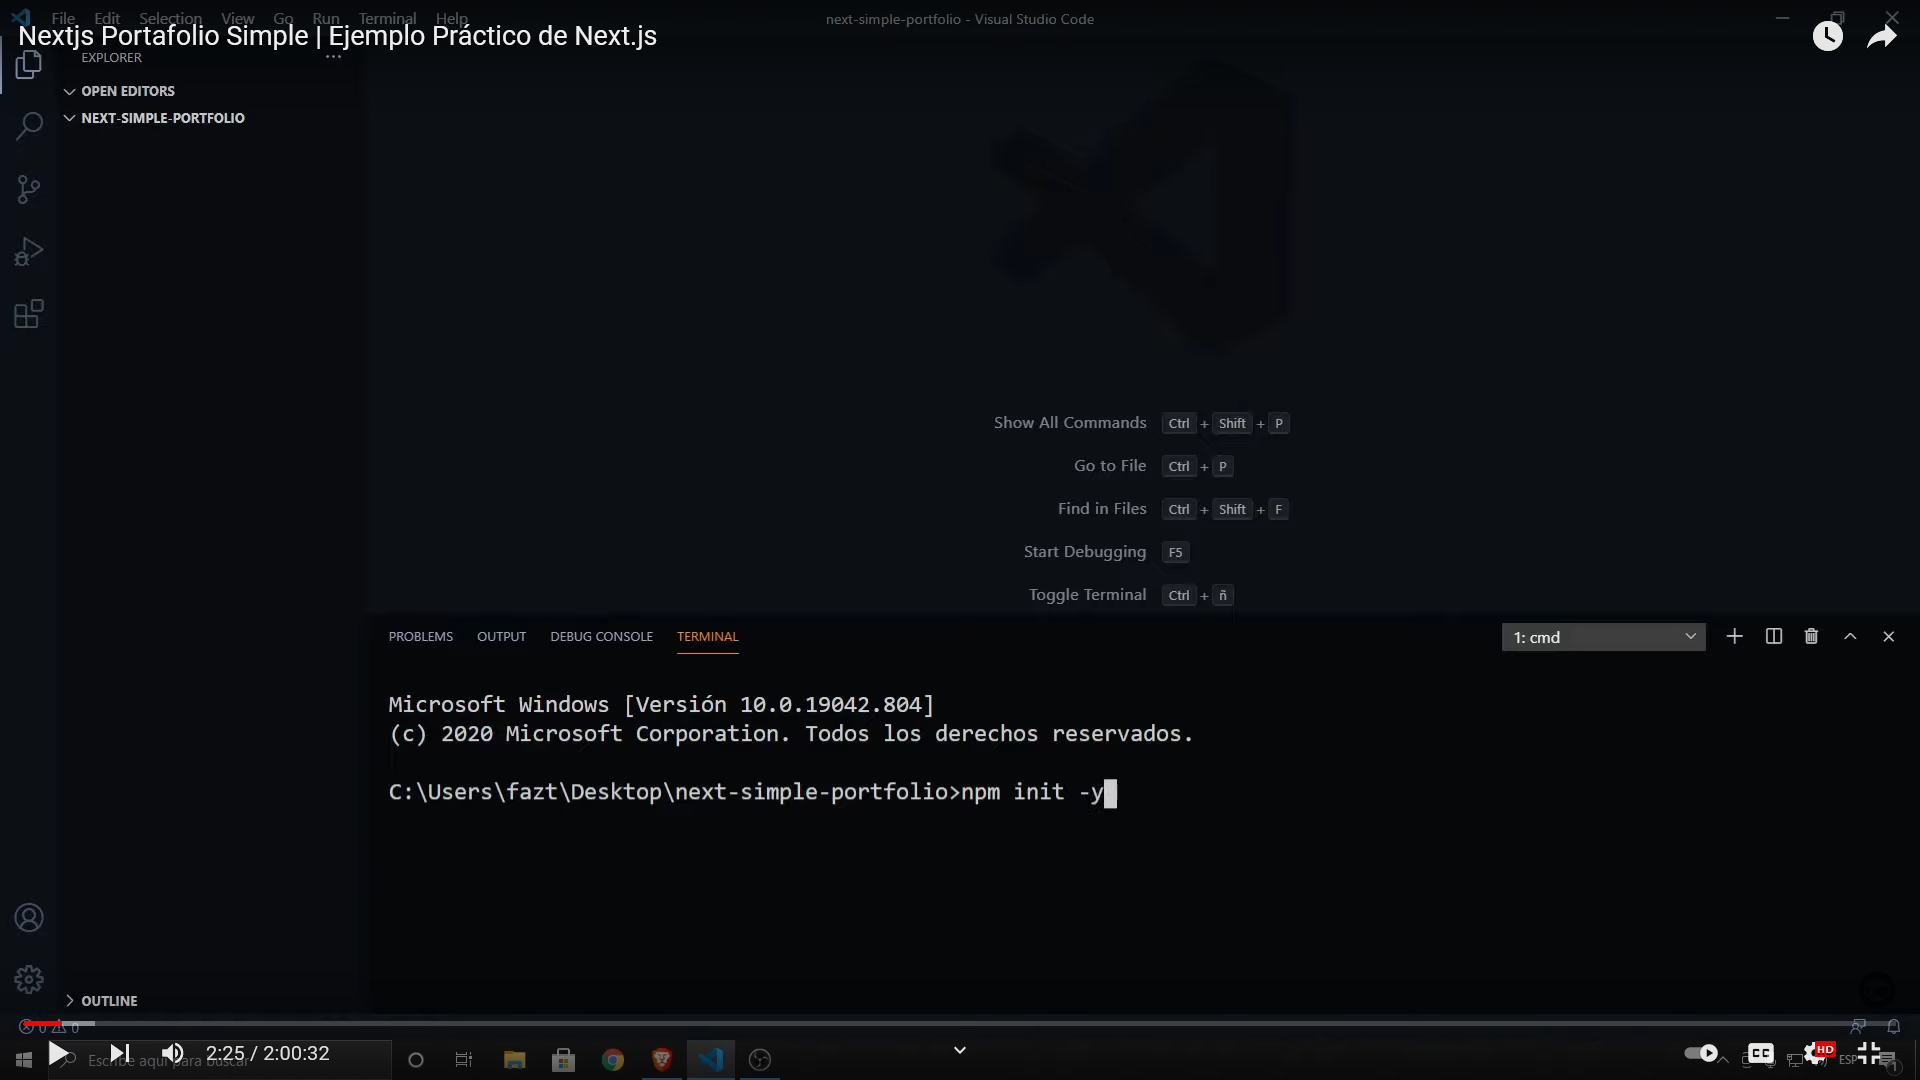 File Edit Selection View Go Run Terminal Help
next-simple-portfolio - Visual Studio Code
Nextjs Portafolio Simple | Ejemplo Práctico de Next.js
EXPLORER
OPEN EDITORS
NEXT-SIMPLE-PORTFOLIO
Show All Commands Ctrl + Shift + P
Go to File Ctrl + P
Find in Files Ctrl + Shift + F
Start Debugging F5
Toggle Terminal Ctrl + ñ
PROBLEMS OUTPUT DEBUG CONSOLE TERMINAL
1: cmd
Microsoft Windows [Versión 10.0.19042.804]
(c) 2020 Microsoft Corporation. Todos los derechos reservados.
C:\Users\fazt\Desktop\next-simple-portfolio>npm init -y
OUTLINE
0 0
Escribe aquí para buscar
2:25 / 2:00:32
CC
HD
ESP
1